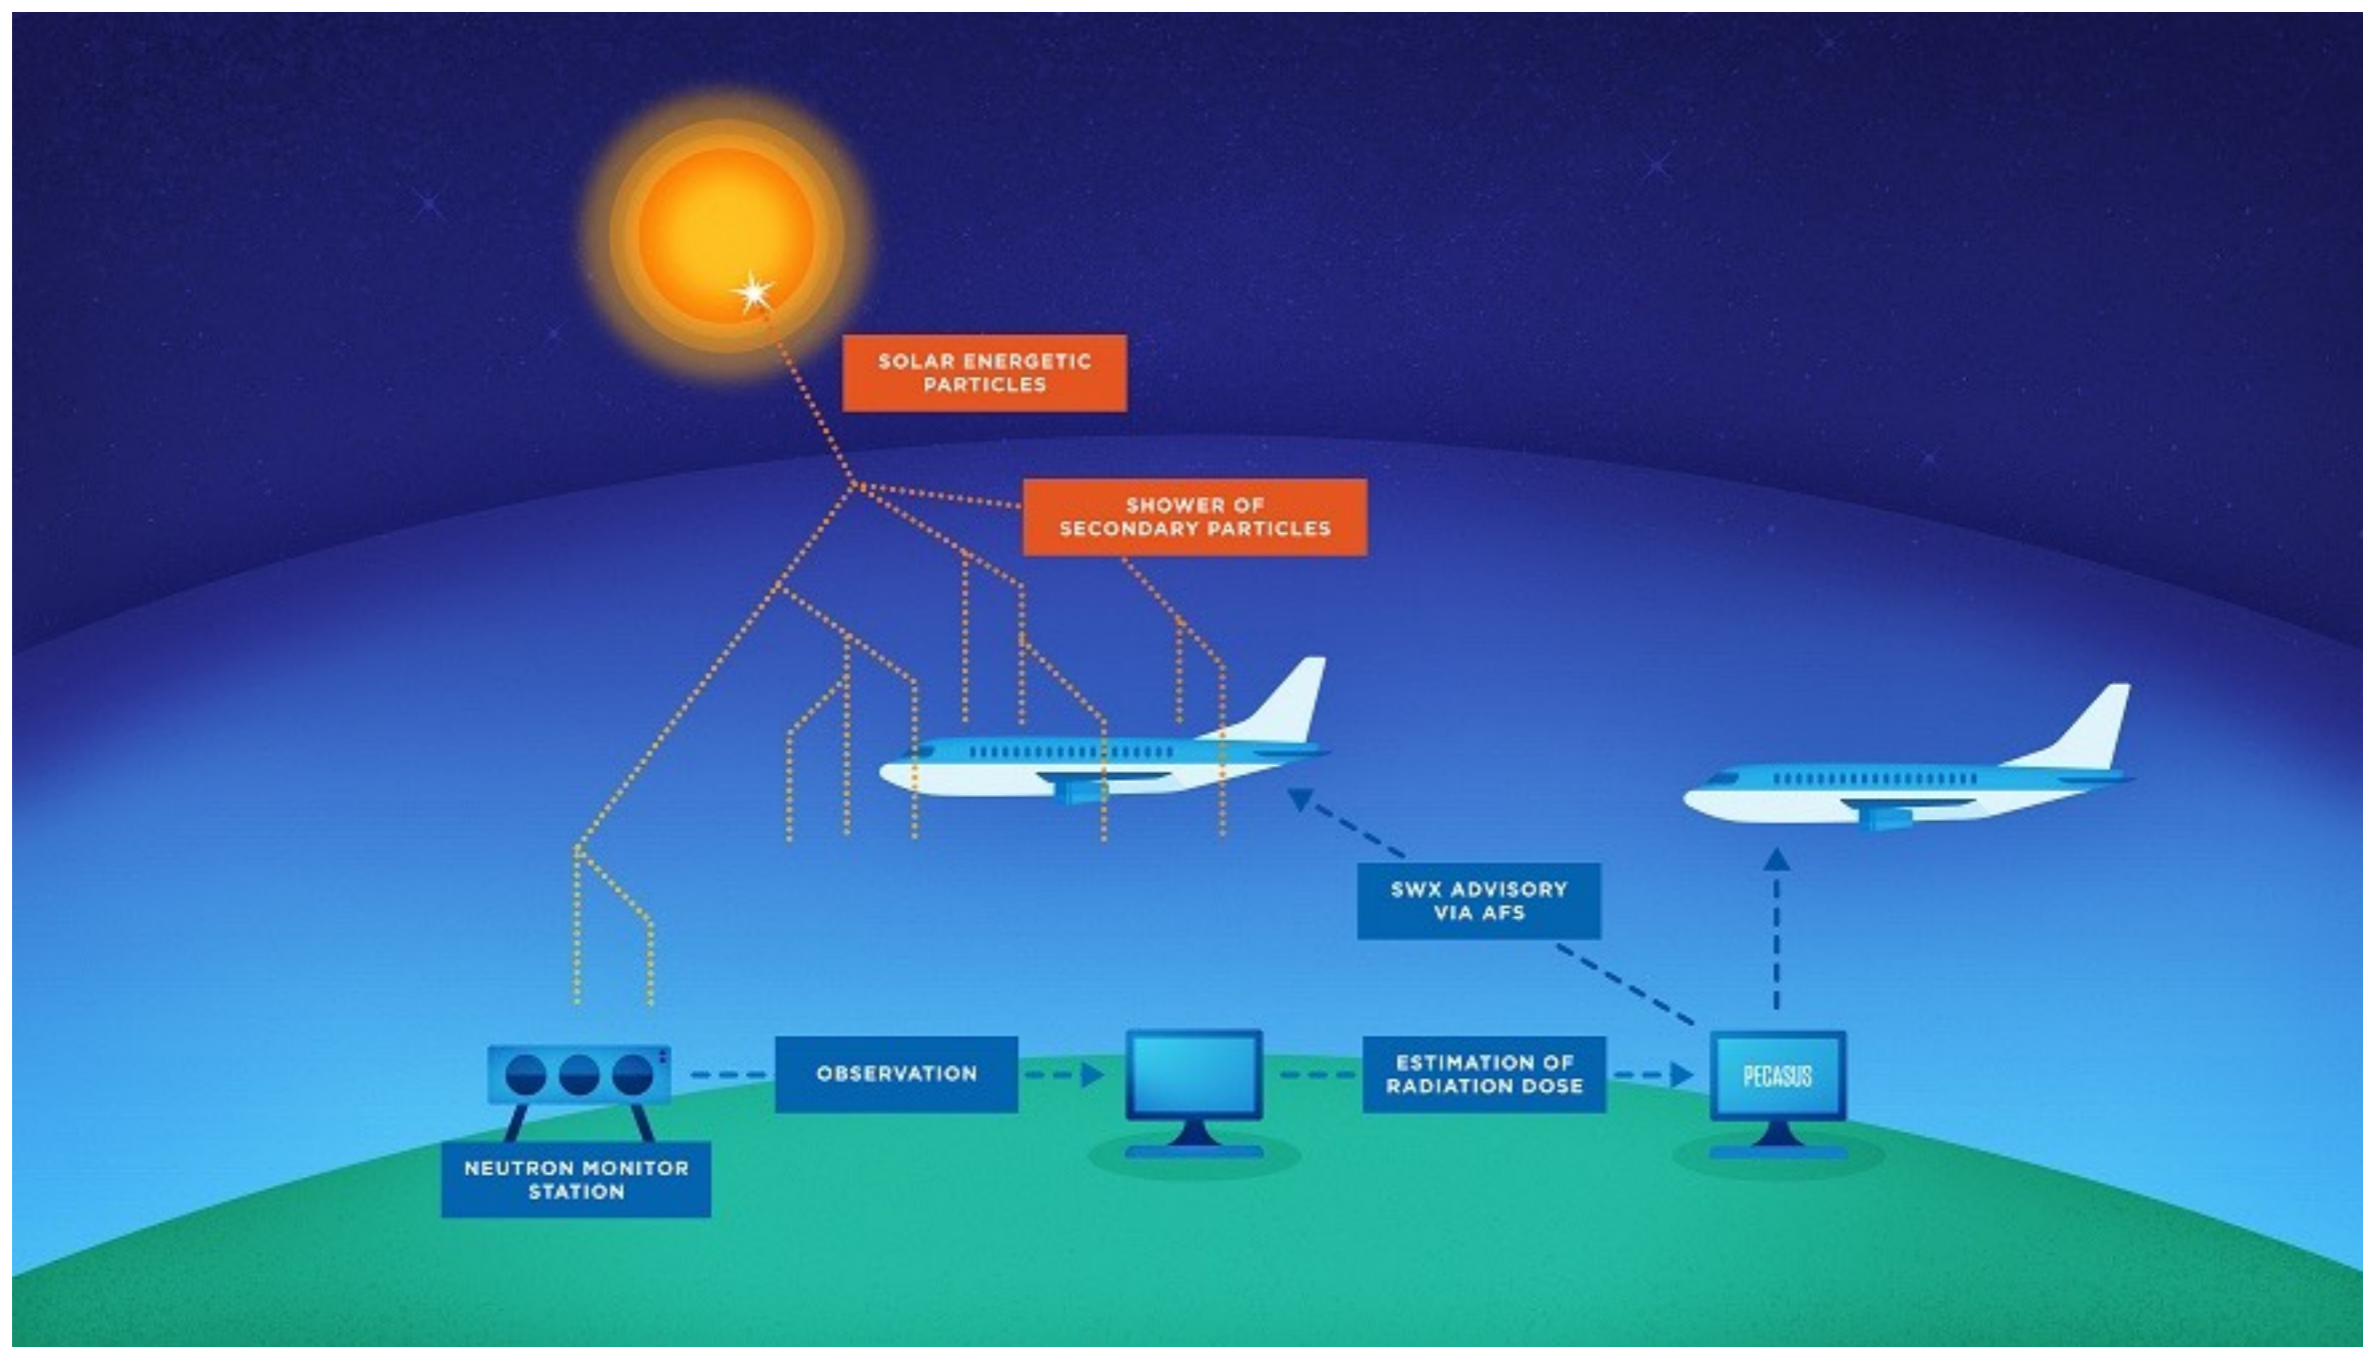 SOLAR ENERGETIC
PARTICLES
SHOWER OF
SECONDARY PARTICLES
SWX ADVISORY
VIA AFS
OBSERVATION
ESTIMATION OF
RADIATION DOSE
PECASUS
NEUTRON MONITOR
STATION